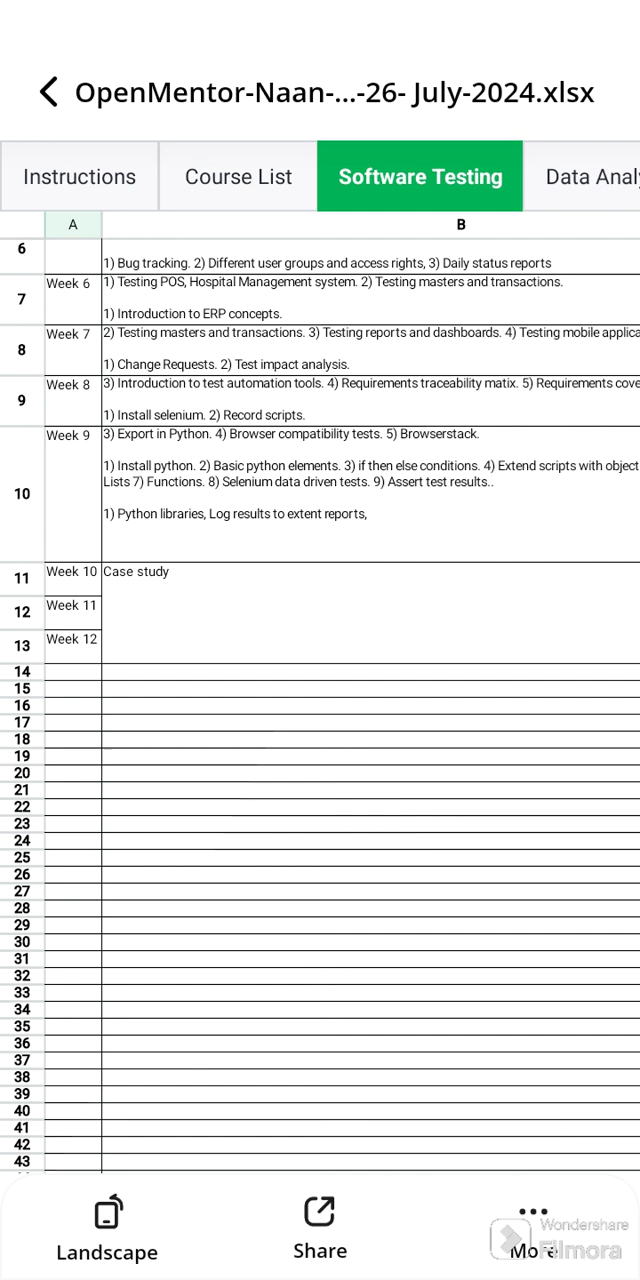 OpenMentor-Naan-...-26- July-2024.xlsx
Instructions
Course List
Software Testing
Data Analy
A
B
6
1) Bug tracking. 2) Different user groups and access rights, 3) Daily status reports
7
Week 6
1) Testing POS, Hospital Management system. 2) Testing masters and transactions.
1) Introduction to ERP concepts.
8
Week 7
2) Testing masters and transactions. 3) Testing reports and dashboards. 4) Testing mobile applica
1) Change Requests. 2) Test impact analysis.
9
Week 8
3) Introduction to test automation tools. 4) Requirements traceability matix. 5) Requirements cove
1) Install selenium. 2) Record scripts.
10
Week 9
3) Export in Python. 4) Browser compatibility tests. 5) Browserstack.
1) Install python. 2) Basic python elements. 3) if then else conditions. 4) Extend scripts with object
Lists 7) Functions. 8) Selenium data driven tests. 9) Assert test results..
1) Python libraries, Log results to extent reports,
11
Week 10
Case study
12
Week 11
13
Week 12
14
15
16
17
18
19
20
21
22
23
24
25
26
27
28
29
30
31
32
33
34
35
36
37
38
39
40
41
42
43
Landscape
Share
More
Wondershare
Filmora